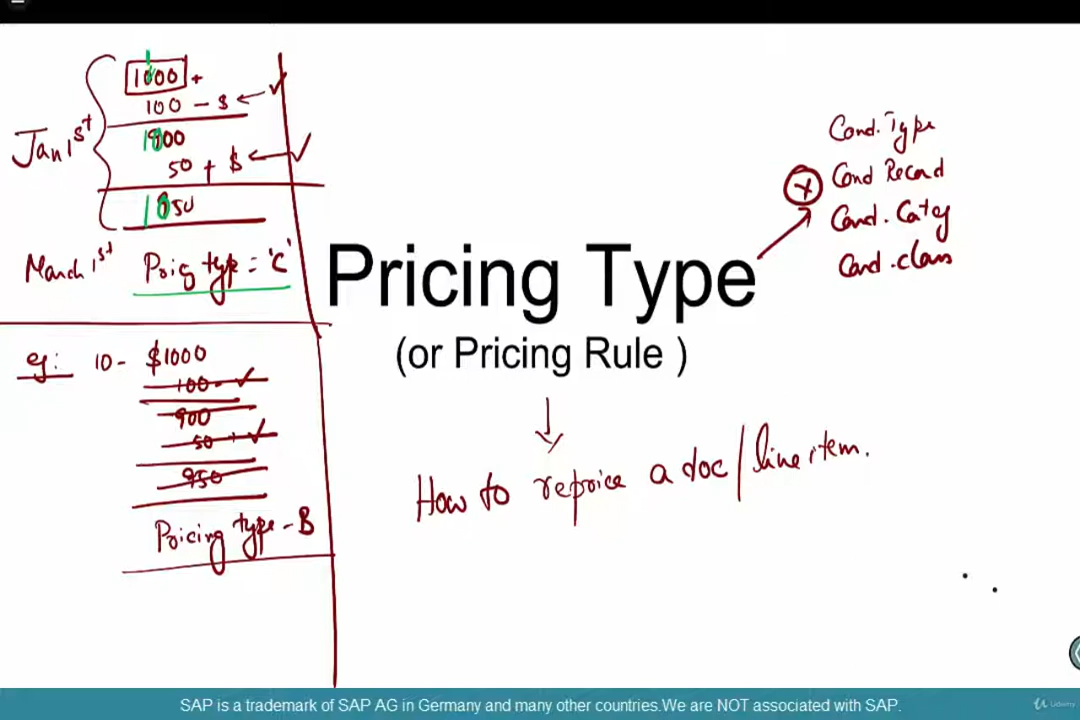 Jan 1st
1000 +
100 - $
50 + $
March 1st
Pricing type = 'C'
eg: 10 - $1000
100 - ✓
900
50 + ✓
950
Pricing type - B
Pricing Type
(or Pricing Rule )
How to reprice a doc/line item.
Cond. Type
Cond Record
Cond. Categ
Cond. class
SAP is a trademark of SAP AG in Germany and many other countries.We are NOT associated with SAP.
Udemy